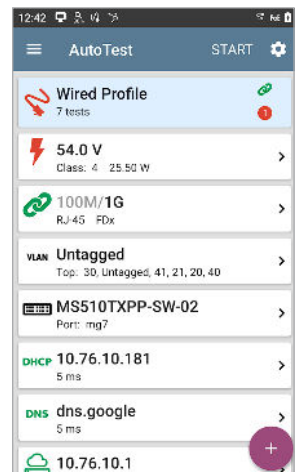 12:42
AutoTest START
Wired Profile
7 tests
1
54.0 V
Class: 4 25.50 W
100M/1G
RJ-45 FDx
VLAN Untagged
Top: 30, Untagged, 41, 21, 20, 40
MS510TXPP-SW-02
Port: mg7
DHCP 10.76.10.181
5 ms
DNS dns.google
5 ms
10.76.10.1
+